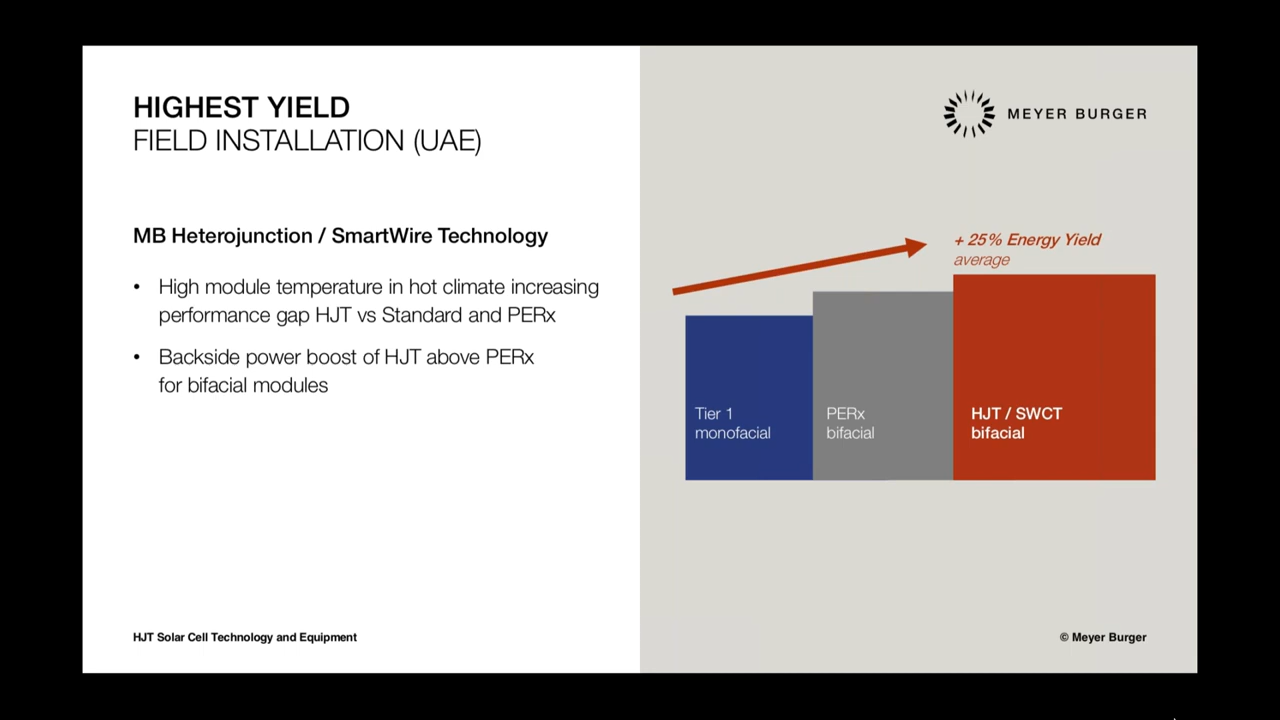 HIGHEST YIELD
FIELD INSTALLATION (UAE)
MEYER BURGER
MB Heterojunction / SmartWire Technology
• High module temperature in hot climate increasing
performance gap HJT vs Standard and PERx
• Backside power boost of HJT above PERx
for bifacial modules
+ 25% Energy Yield
average
Tier 1
monofacial
PERx
bifacial
HJT / SWCT
bifacial
HJT Solar Cell Technology and Equipment
© Meyer Burger